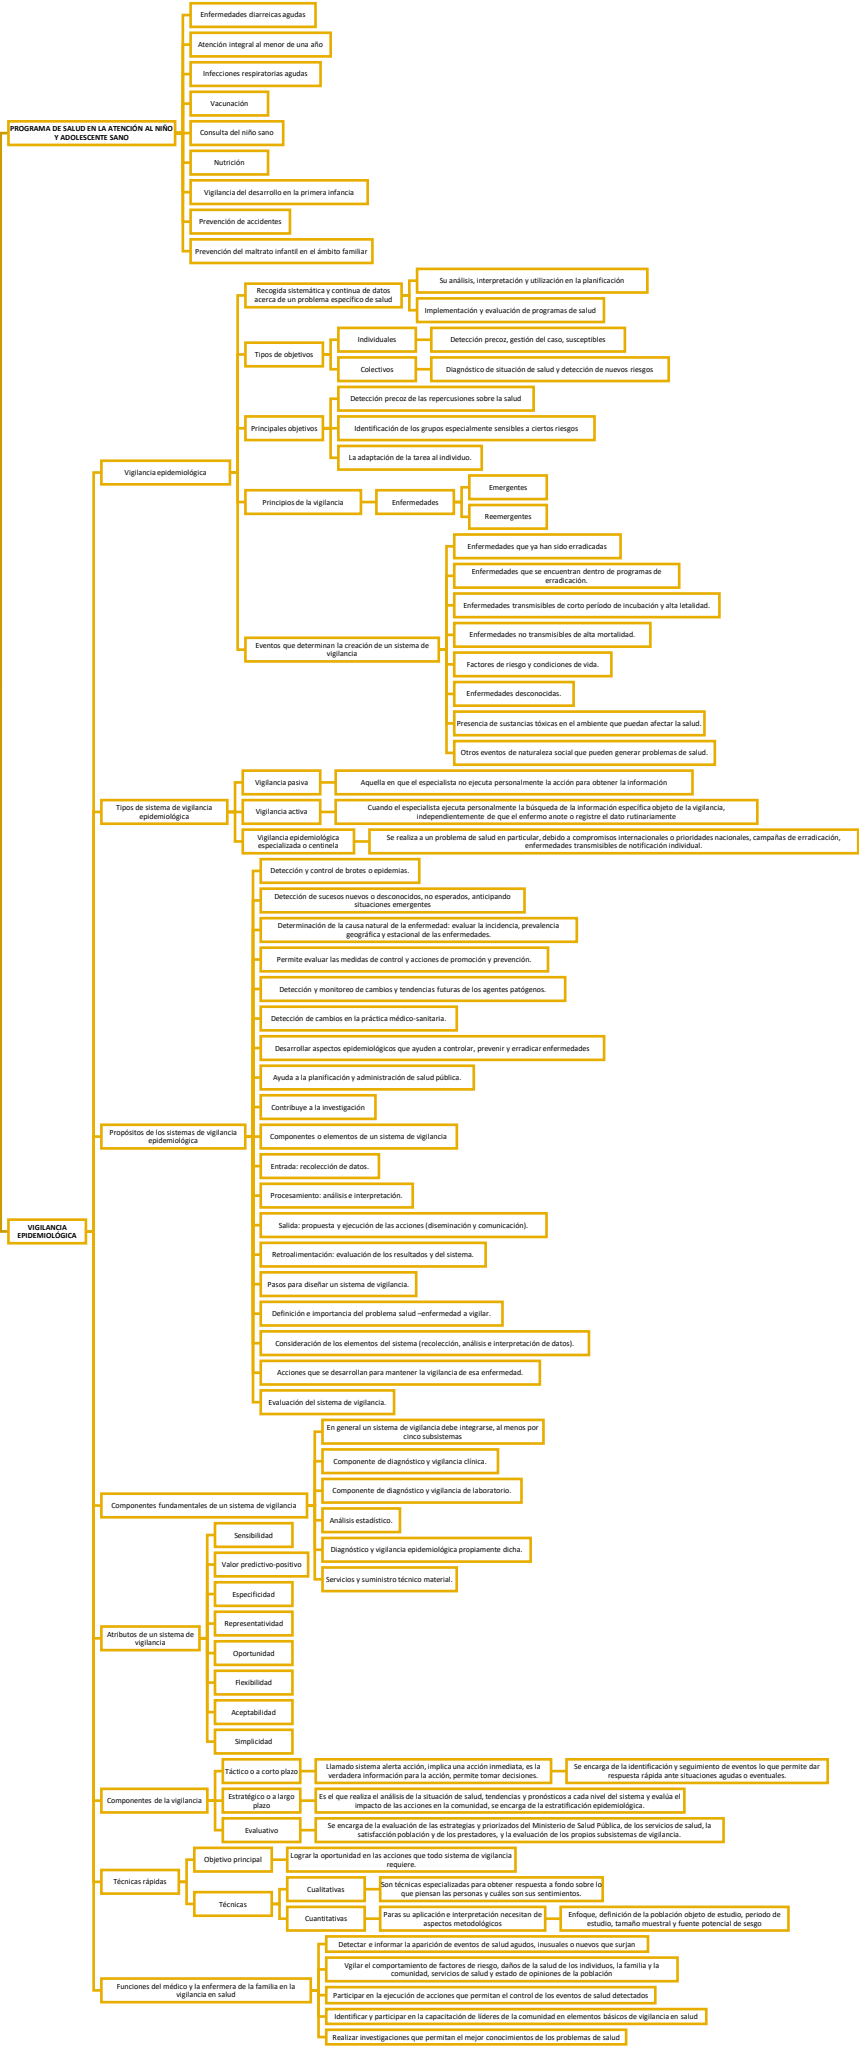 Enfermedades diarreicas agudas
Atención integral al menor de una año
Infecciones respiratorias agudas
Vacunación
PROGRAMA DE SALUD EN LA ATENCIÓN AL NIÑO
Y ADOLESCENTE SANO
Consulta del niño sano
Nutrición
Vigilancia del desarrollo en la primera infancia
Prevención de accidentes
Prevención del maltrato infantil en el ámbito familiar
Vigilancia epidemiológica
Recogida sistemática y continua de datos
acerca de un problema específico de salud
Su análisis, interpretación y utilización en la planificación
Implementación y evaluación de programas de salud
Tipos de objetivos
Individuales
Detección precoz, gestión del caso, susceptibles
Colectivos
Diagnóstico de situación de salud y detección de nuevos riesgos
Principales objetivos
Detección precoz de las repercusiones sobre la salud
Identificación de los grupos especialmente sensibles a ciertos riesgos
La adaptación de la tarea al individuo.
Principios de la vigilancia
Enfermedades
Emergentes
Reemergentes
Eventos que determinan la creación de un sistema de
vigilancia
Enfermedades que ya han sido erradicadas
Enfermedades que se encuentran dentro de programas de
erradicación.
Enfermedades transmisibles de corto período de incubación y alta letalidad.
Enfermedades no transmisibles de alta mortalidad.
Factores de riesgo y condiciones de vida.
Enfermedades desconocidas.
Presencia de sustancias tóxicas en el ambiente que puedan afectar la salud.
Otros eventos de naturaleza social que pueden generar problemas de salud.
Tipos de sistema de vigilancia
epidemiológica
Vigilancia pasiva
Aquella en que el especialista no ejecuta personalmente la acción para obtener la información
Vigilancia activa
Cuando el especialista ejecuta personalmente la búsqueda de la información específica objeto de la vigilancia,
independientemente de que el enfermo anote o registre el dato rutinariamente
Vigilancia epidemiológica
especializada o centinela
Se realiza a un problema de salud en particular, debido a compromisos internacionales o prioridades nacionales, campañas de erradicación,
enfermedades transmisibles de notificación individual.
VIGILANCIA
EPIDEMIOLÓGICA
Propósitos de los sistemas de vigilancia
epidemiológica
Detección y control de brotes o epidemias.
Detección de sucesos nuevos o desconocidos, no esperados, anticipando
situaciones emergentes
Determinación de la causa natural de la enfermedad: evaluar la incidencia, prevalencia
geográfica y estacional de las enfermedades.
Permite evaluar las medidas de control y acciones de promoción y prevención.
Detección y monitoreo de cambios y tendencias futuras de los agentes patógenos.
Detección de cambios en la práctica médico-sanitaria.
Desarrollar aspectos epidemiológicos que ayuden a controlar, prevenir y erradicar enfermedades
Ayuda a la planificación y administración de salud pública.
Contribuye a la investigación
Componentes o elementos de un sistema de vigilancia
Entrada: recolección de datos.
Procesamiento: análisis e interpretación.
Salida: propuesta y ejecución de las acciones (diseminación y comunicación).
Retroalimentación: evaluación de los resultados y del sistema.
Pasos para diseñar un sistema de vigilancia.
Definición e importancia del problema salud –enfermedad a vigilar.
Consideración de los elementos del sistema (recolección, análisis e interpretación de datos).
Acciones que se desarrollan para mantener la vigilancia de esa enfermedad.
Evaluación del sistema de vigilancia.
Componentes fundamentales de un sistema de vigilancia
En general un sistema de vigilancia debe integrarse, al menos por
cinco subsistemas
Componente de diagnóstico y vigilancia clínica.
Componente de diagnóstico y vigilancia de laboratorio.
Análisis estadístico.
Diagnóstico y vigilancia epidemiológica propiamente dicha.
Servicios y suministro técnico material.
Atributos de un sistema de
vigilancia
Sensibilidad
Valor predictivo-positivo
Especificidad
Representatividad
Oportunidad
Flexibilidad
Aceptabilidad
Simplicidad
Componentes de la vigilancia
Táctico o a corto plazo
Llamado sistema alerta acción, implica una acción inmediata, es la
verdadera información para la acción, permite tomar decisiones.
Se encarga de la identificación y seguimiento de eventos lo que permite dar
respuesta rápida ante situaciones agudas o eventuales.
Estratégico o a largo
plazo
Es el que realiza el análisis de la situación de salud, tendencias y pronósticos a cada nivel del sistema y evalúa el
impacto de las acciones en la comunidad, se encarga de la estratificación epidemiológica.
Evaluativo
Se encarga de la evaluación de las estrategias y priorizados del Ministerio de Salud Pública, de los servicios de salud, la
satisfacción población y de los prestadores, y la evaluación de los propios subsistemas de vigilancia.
Técnicas rápidas
Objetivo principal
Lograr la oportunidad en las acciones que todo sistema de vigilancia
requiere.
Técnicas
Cualitativas
Son técnicas especializadas para obtener respuesta a fondo sobre lo
que piensan las personas y cuáles son sus sentimientos.
Cuantitativas
Paras su aplicación e interpretación necesitan de
aspectos metodológicos
Enfoque, definición de la población objeto de estudio, periodo de
estudio, tamaño muestral y fuente potencial de sesgo
Funciones del médico y la enfermera de la familia en la
vigilancia en salud
Detectar e informar la aparición de eventos de salud agudos, inusuales o nuevos que surjan
Vgilar el comportamiento de factores de riesgo, daños de la salud de los individuos, la familia y la
comunidad, servicios de salud y estado de opiniones de la población
Participar en la ejecución de acciones que permitan el control de los eventos de salud detectados
Identificar y participar en la capacitación de líderes de la comunidad en elementos básicos de vigilancia en salud
Realizar investigaciones que permitan el mejor conocimientos de los problemas de salud